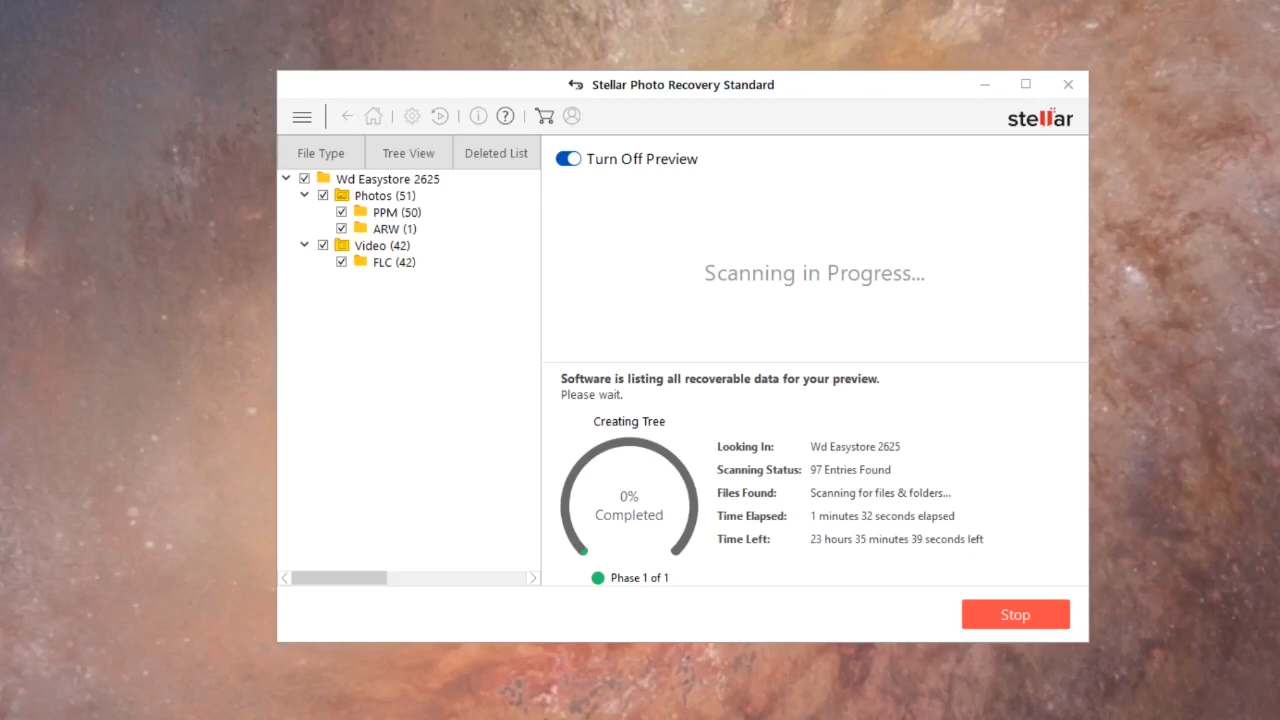 Stellar Photo Recovery Standard
stellar
File Type
Tree View
Deleted List
Wd Easystore 2625
Photos (51)
PPM (50)
ARW (1)
Video (42)
FLC (42)
Turn Off Preview
Scanning in Progress...
Software is listing all recoverable data for your preview.
Please wait.
Creating Tree
0%
Completed
Phase 1 of 1
Looking In: Wd Easystore 2625
Scanning Status: 97 Entries Found
Files Found: Scanning for files & folders...
Time Elapsed: 1 minutes 32 seconds elapsed
Time Left: 23 hours 35 minutes 39 seconds left
Stop